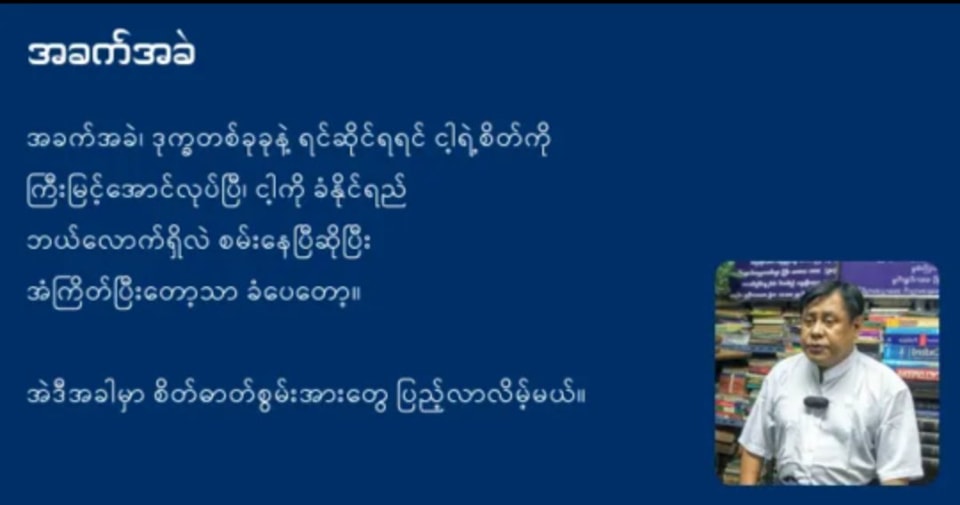 အခက်အခဲ
အခက်အခဲ၊ ဒုက္ခတစ်ခုခုနဲ့ ရင်ဆိုင်ရရင် ငါ့ရဲ့စိတ်ကို
ကြီးမြင့်အောင်လုပ်ပြီ၊ ငါ့ကို ခံနိုင်ရည်
ဘယ်လောက်ရှိလဲ စမ်းနေပြီဆိုပြီး
အံကြိတ်ပြီးတော့သာ ခံပေတော့။
အဲဒီအခါမှာ စိတ်ဓာတ်စွမ်းအားတွေ ပြည့်လာလိမ့်မယ်။